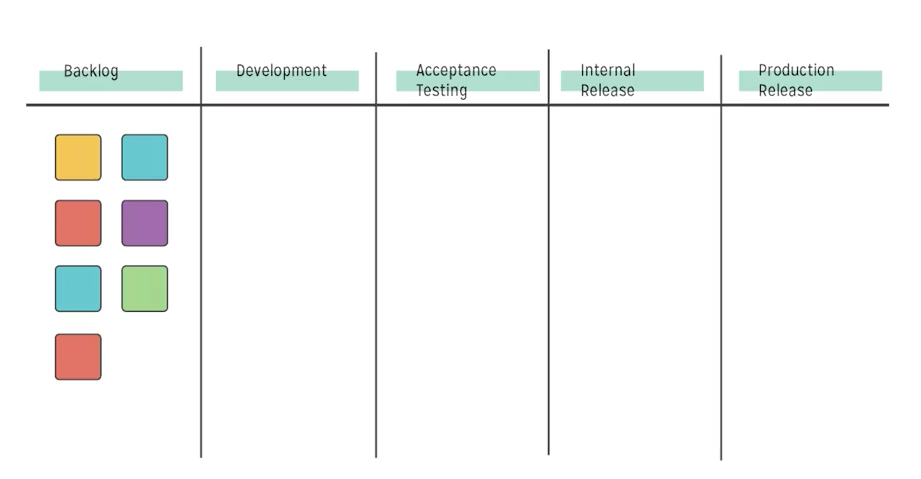 Backlog
Development
Acceptance
Testing
Internal
Release
Production
Release